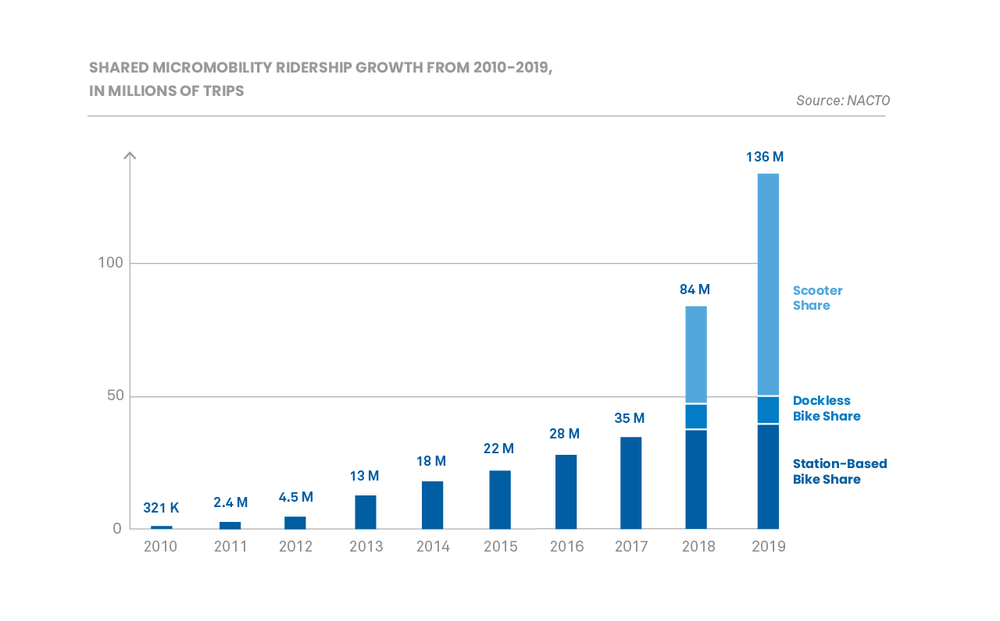 SHARED MICROMOBILITY RIDERSHIP GROWTH FROM 2010-2019,
IN MILLIONS OF TRIPS
Source: NACTO
136 M
100
84 M
Scooter
Share
50
Dockless
Bike Share
35 M
28 M
22 M
18 M
13 M
4.5 M
2.4 M
321 K
Station-Based
Bike Share
0
2010 2011 2012 2013 2014 2015 2016 2017 2018 2019